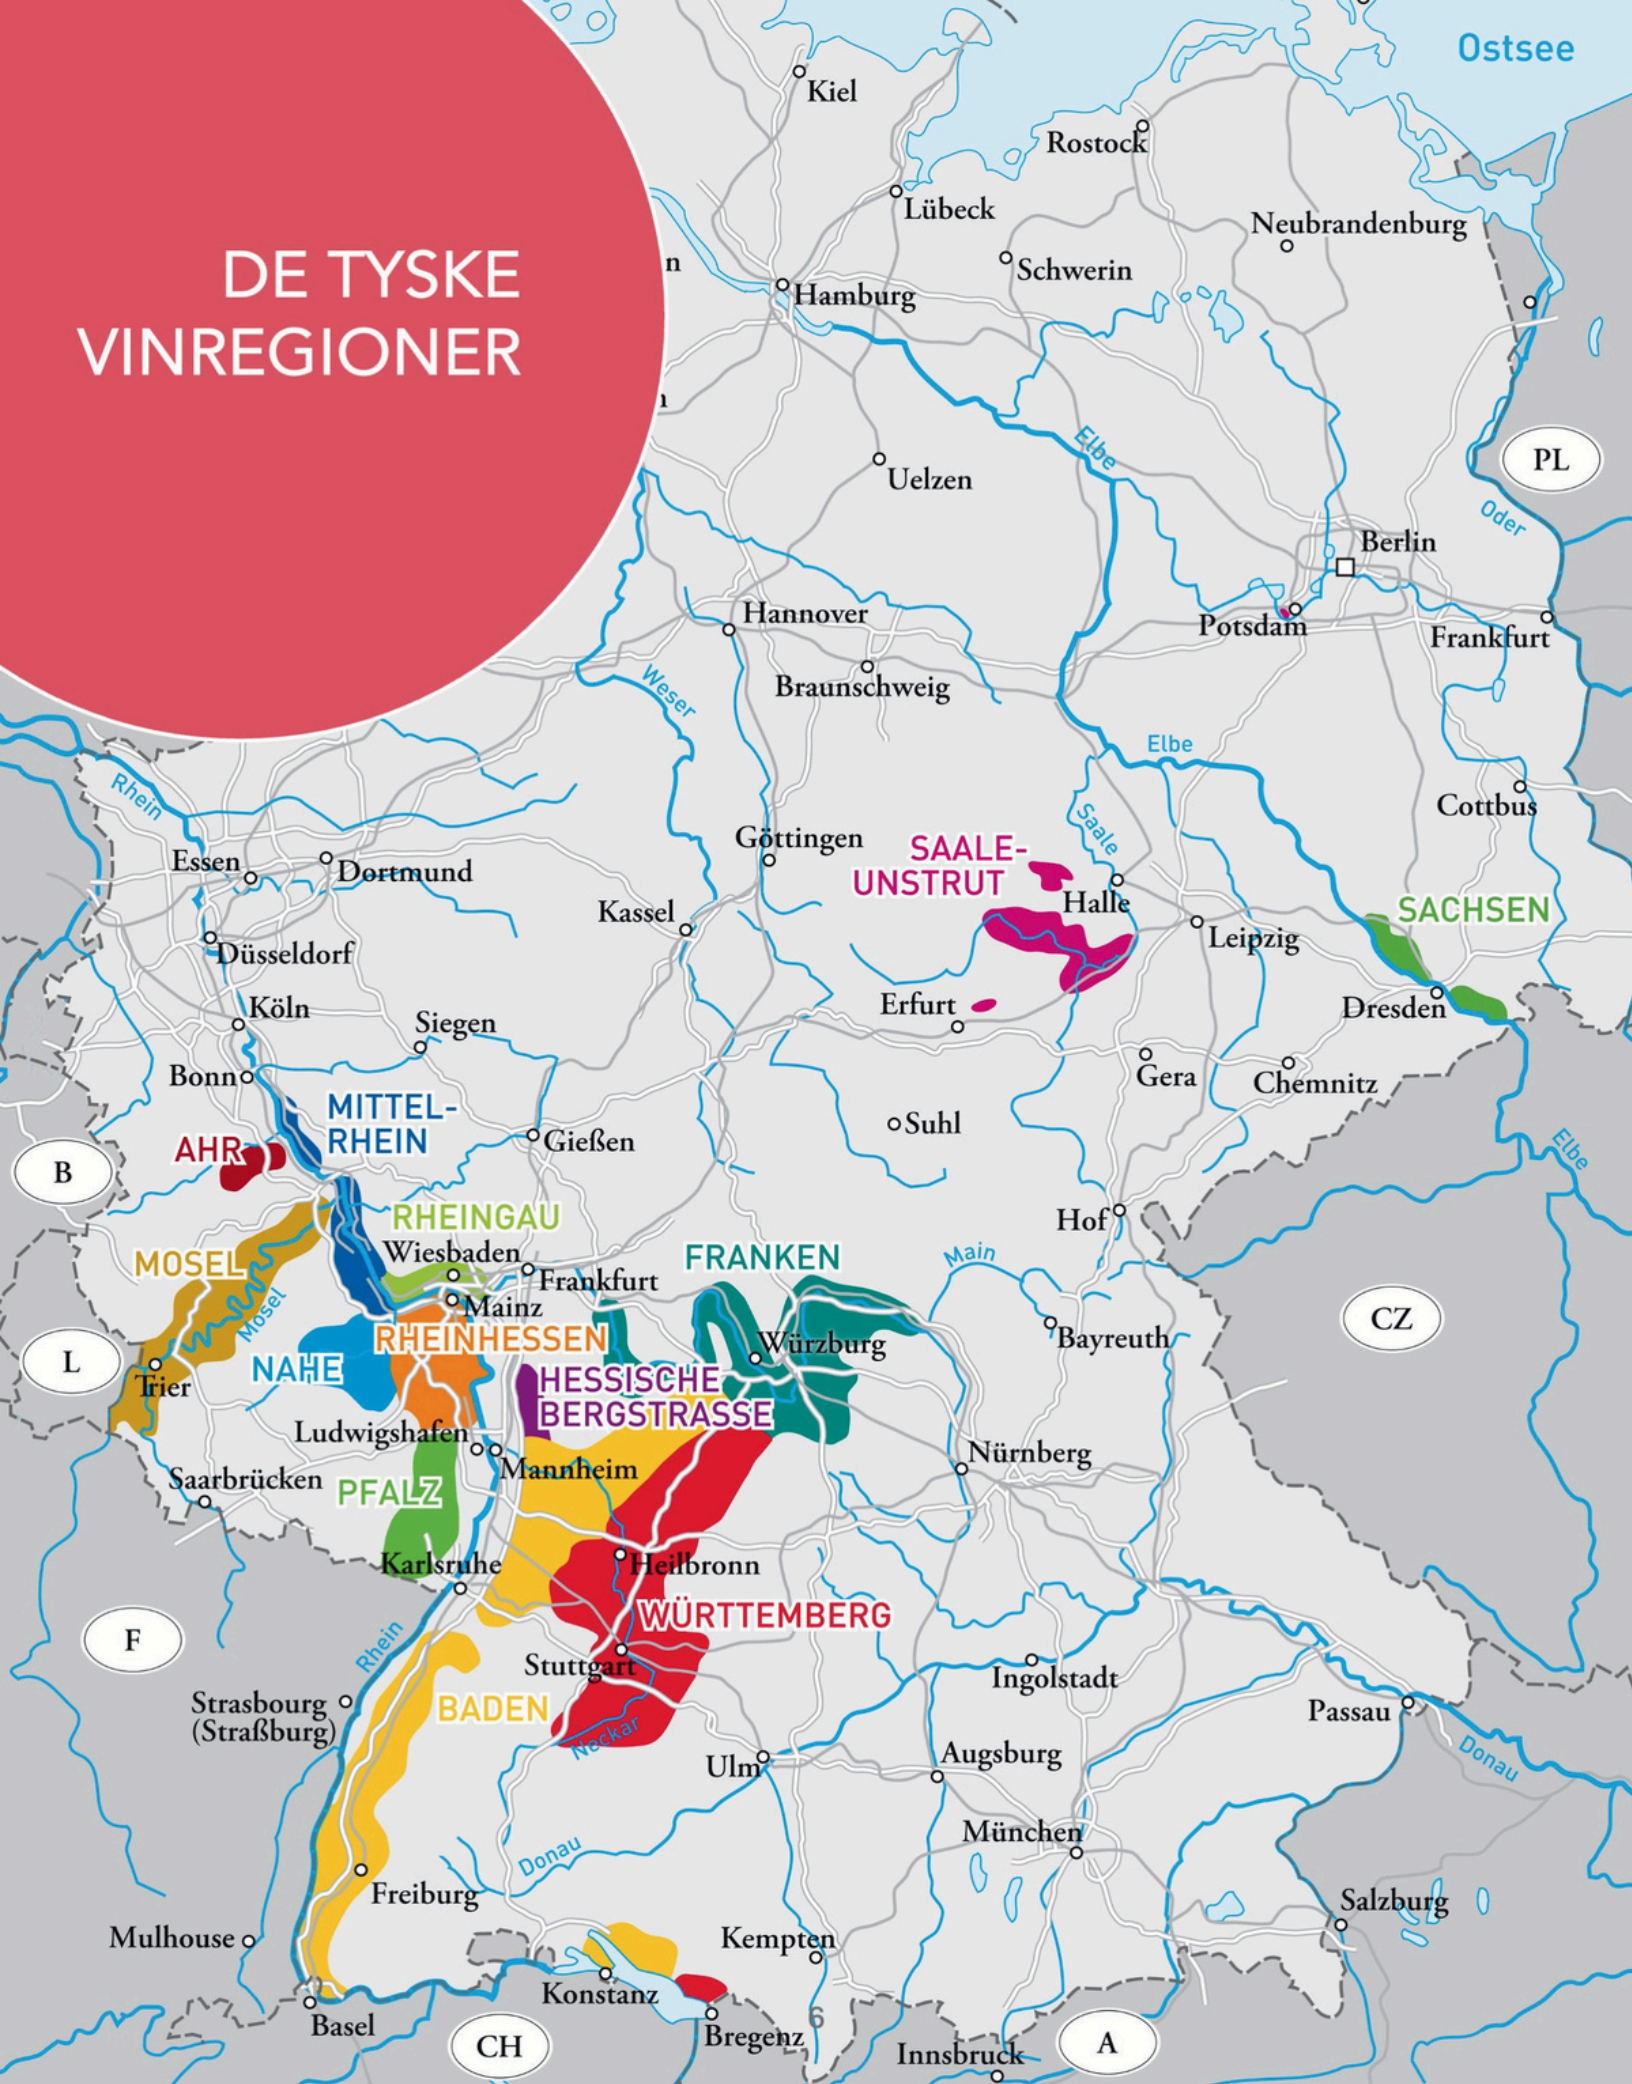 DE TYSKE
VINREGIONER
Ostsee
Kiel
Rostock
Lübeck
Neubrandenburg
n
Schwerin
Hamburg
Elbe
PL
Uelzen
Oder
Berlin
Hannover
Potsdam
Frankfurt
Braunschweig
Weser
Elbe
Rhein
Saale
Cottbus
Göttingen
Essen
Dortmund
SAALE-
UNSTRUT
Halle
Kassel
SACHSEN
Leipzig
Düsseldorf
Köln
Erfurt
Dresden
Siegen
Bonn
Gera
Chemnitz
MITTEL-
RHEIN
Suhl
AHR
Gießen
B
Elbe
RHEINGAU
Hof
Wiesbaden
FRANKEN
Main
MOSEL
Frankfurt
Mainz
Mosel
CZ
RHEINHESSEN
Würzburg
Bayreuth
L
NAHE
Trier
HESSISCHE
BERGSTRASSE
Ludwigshafen
Nürnberg
Mannheim
Saarbrücken
PFALZ
Karlsruhe
Heilbronn
WÜRTTEMBERG
F
Rhein
Stuttgart
Ingolstadt
Strasbourg
(Straßburg)
BADEN
Passau
Neckar
Ulm
Augsburg
Donau
München
Donau
Freiburg
Salzburg
Mulhouse
Kempten
Konstanz
6
Basel
Bregenz
CH
A
Innsbruck